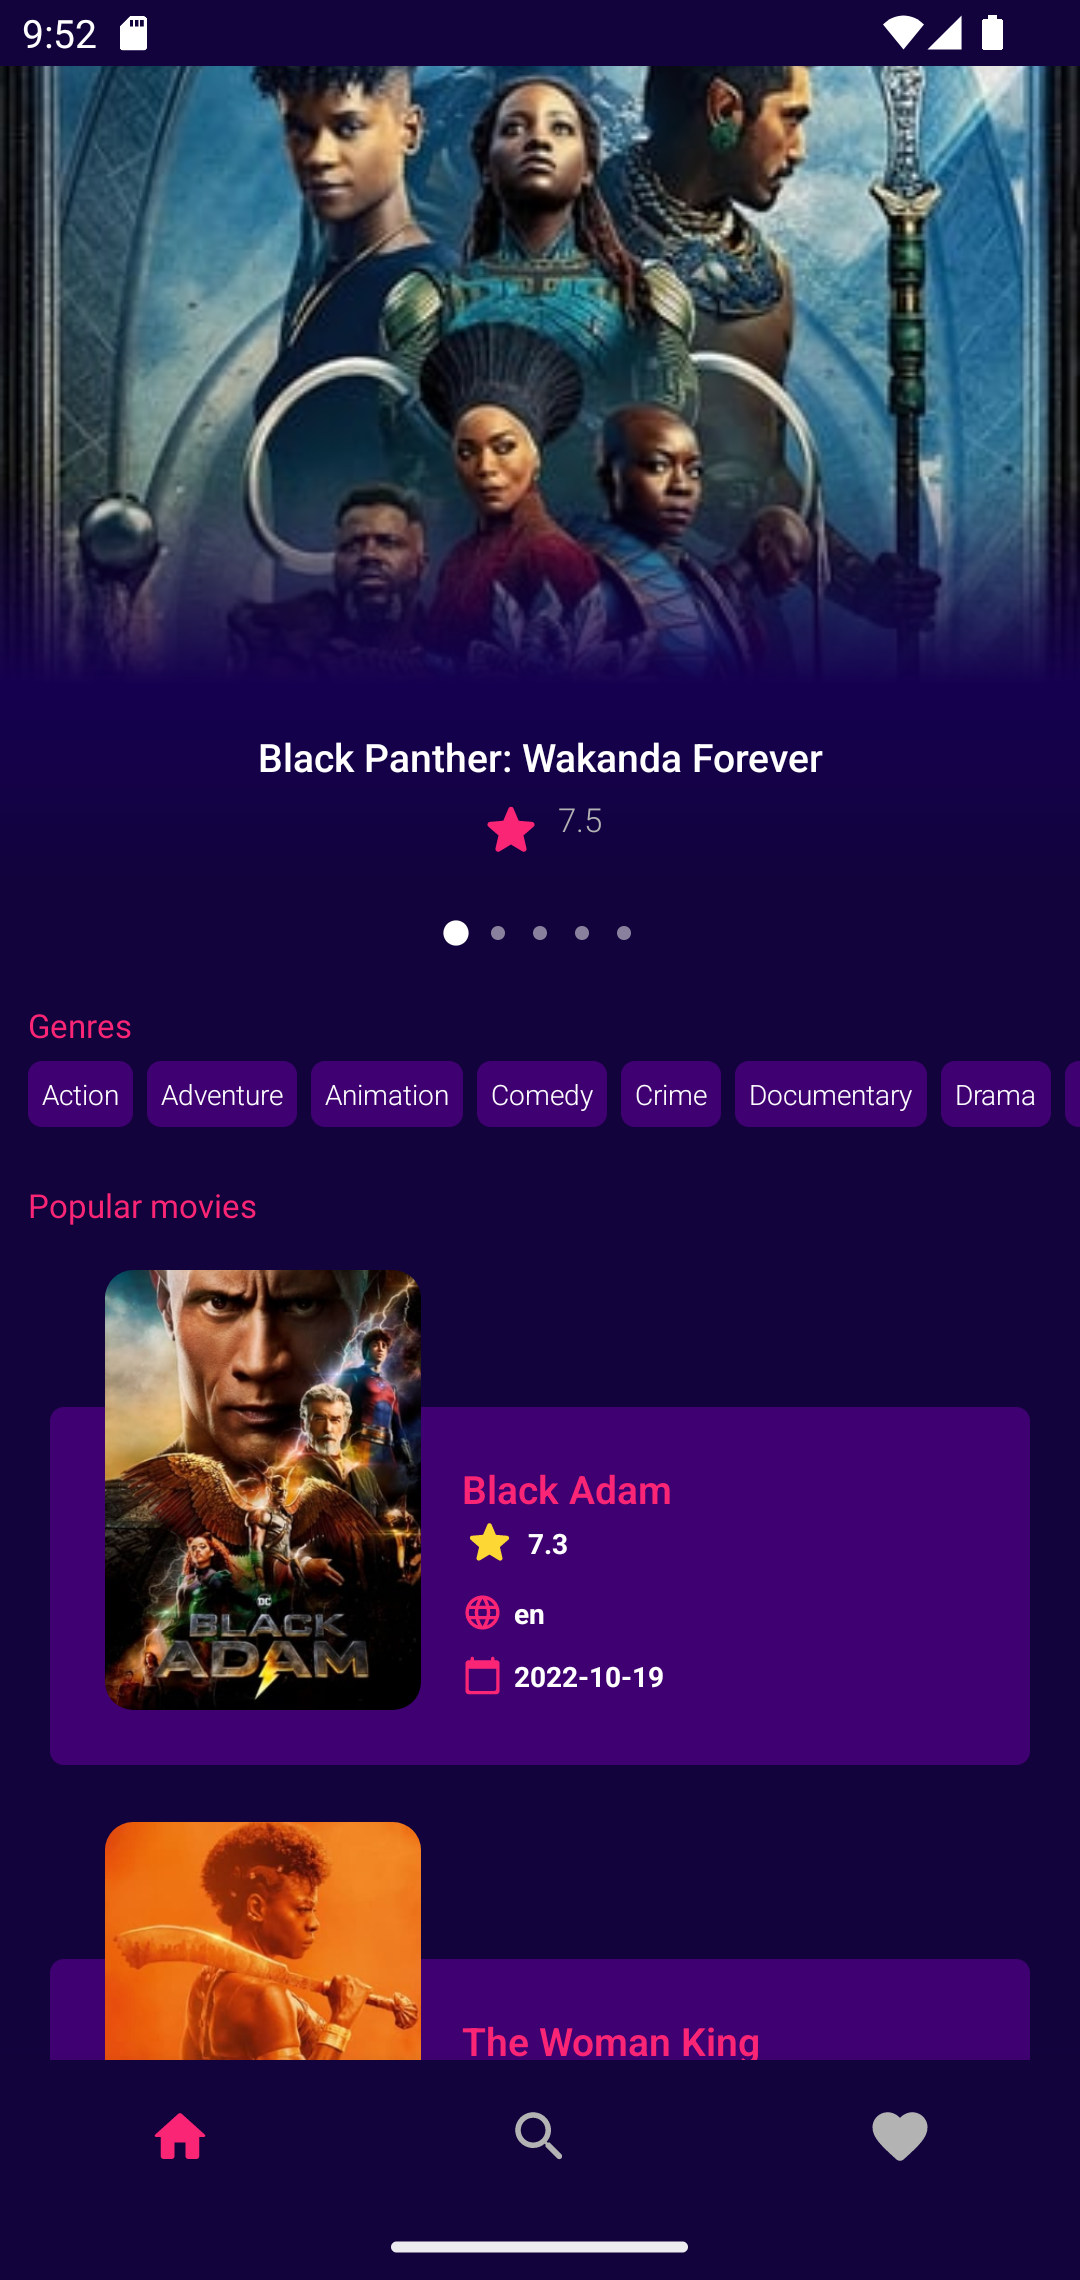 9:52
Black Panther: Wakanda Forever
7.5
Genres
Action Adventure Animation Comedy Crime Documentary Drama
Popular movies
DC
BLACK
ADAM
Black Adam
7.3
en
2022-10-19
The Woman King